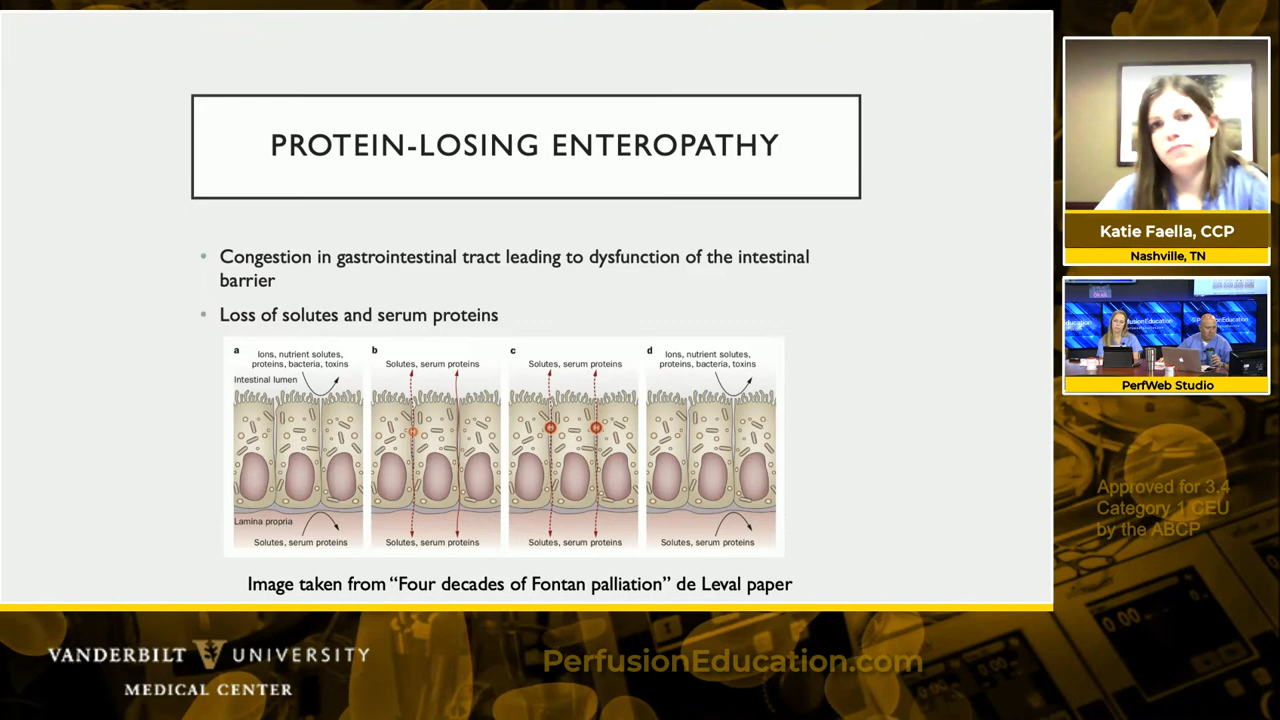 PROTEIN-LOSING ENTEROPATHY
• Congestion in gastrointestinal tract leading to dysfunction of the intestinal
barrier
• Loss of solutes and serum proteins
a
Ions, nutrient solutes,
proteins, bacteria, toxins
Intestinal lumen
Lamina propria
Solutes, serum proteins
b
Solutes, serum proteins
Solutes, serum proteins
c
Solutes, serum proteins
Solutes, serum proteins
d
Ions, nutrient solutes,
proteins, bacteria, toxins
Solutes, serum proteins
Image taken from “Four decades of Fontan palliation” de Leval paper
Katie Faella, CCP
Nashville, TN
PerfusionEducation
PerfWeb Studio
Approved for 3.4
Category 1 CEU
by the ABCP
VANDERBILT V UNIVERSITY
MEDICAL CENTER
PerfusionEducation.com